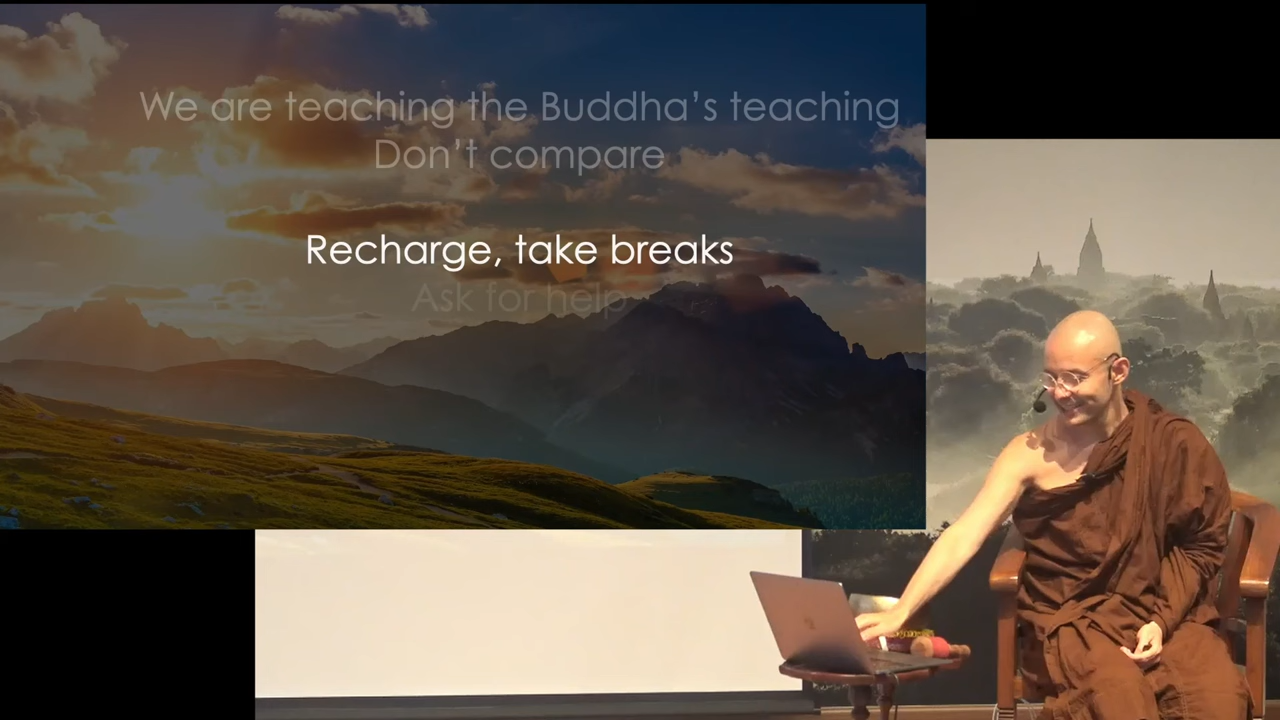 We are teaching the Buddha's teaching
Don't compare
Recharge, take breaks
Ask for help